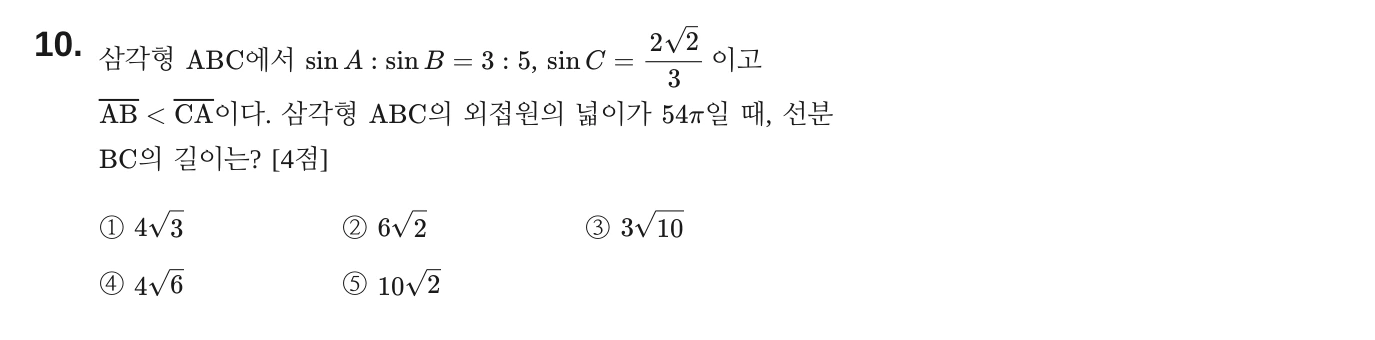 10. 삼각형 ABC에서 sin A : sin B = 3 : 5, sin C = 2√2/3 이고
AB < CA이다. 삼각형 ABC의 외접원의 넓이가 54π일 때, 선분
BC의 길이는? [4점]
① 4√3 ② 6√2 ③ 3√10
④ 4√6 ⑤ 10√2